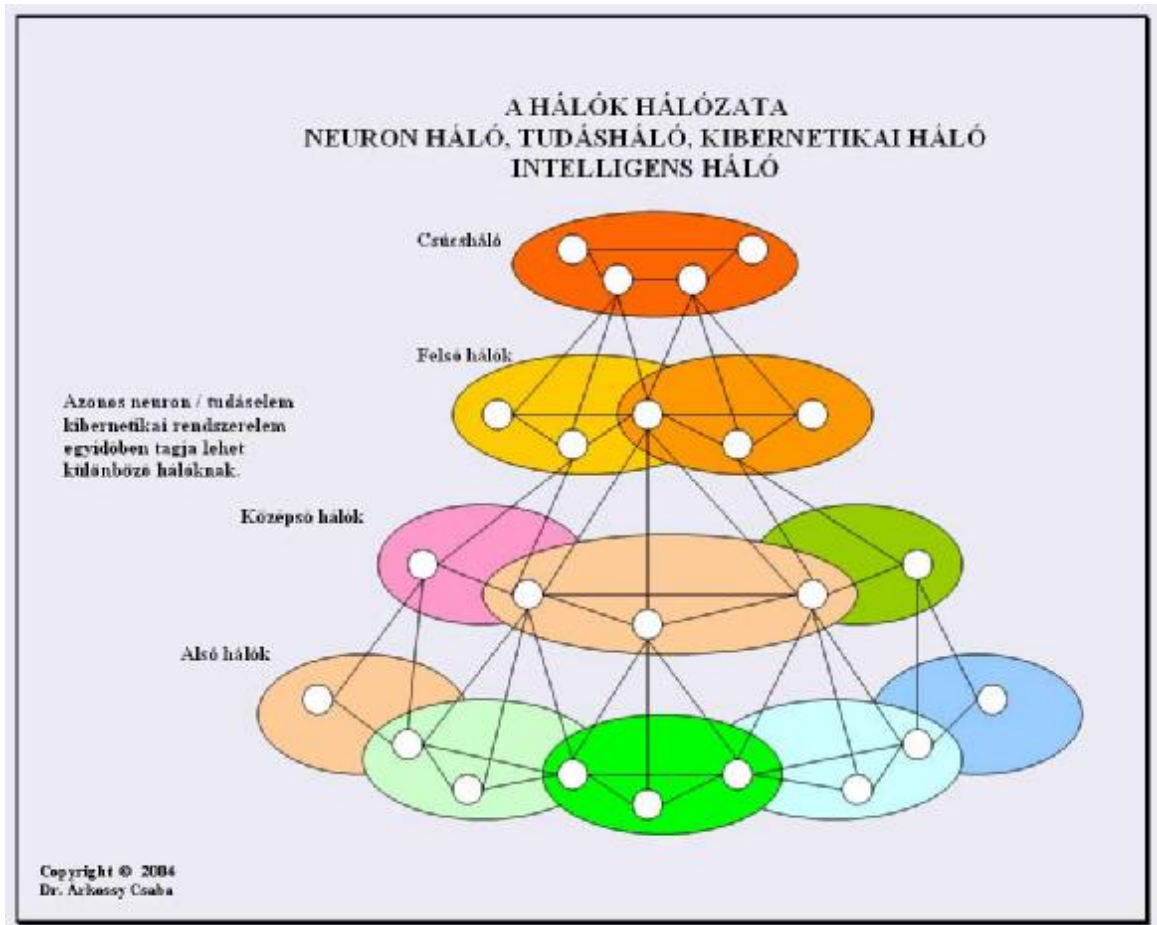 A HÁLÓK HÁLÓZATA
NEURON HÁLÓ, TUDÁSHÁLÓ, KIBERNETIKAI HÁLÓ
INTELLIGENS HÁLÓ
Csúcsháló
Felső hálók
Azonos neuron / tudáselem
kibernetikai rendszerelem
egyidőben tagja lehet
különböző hálóknak.
Középső hálók
Alsó hálók
Copyright © 2004
Dr. Árkossy Csaba